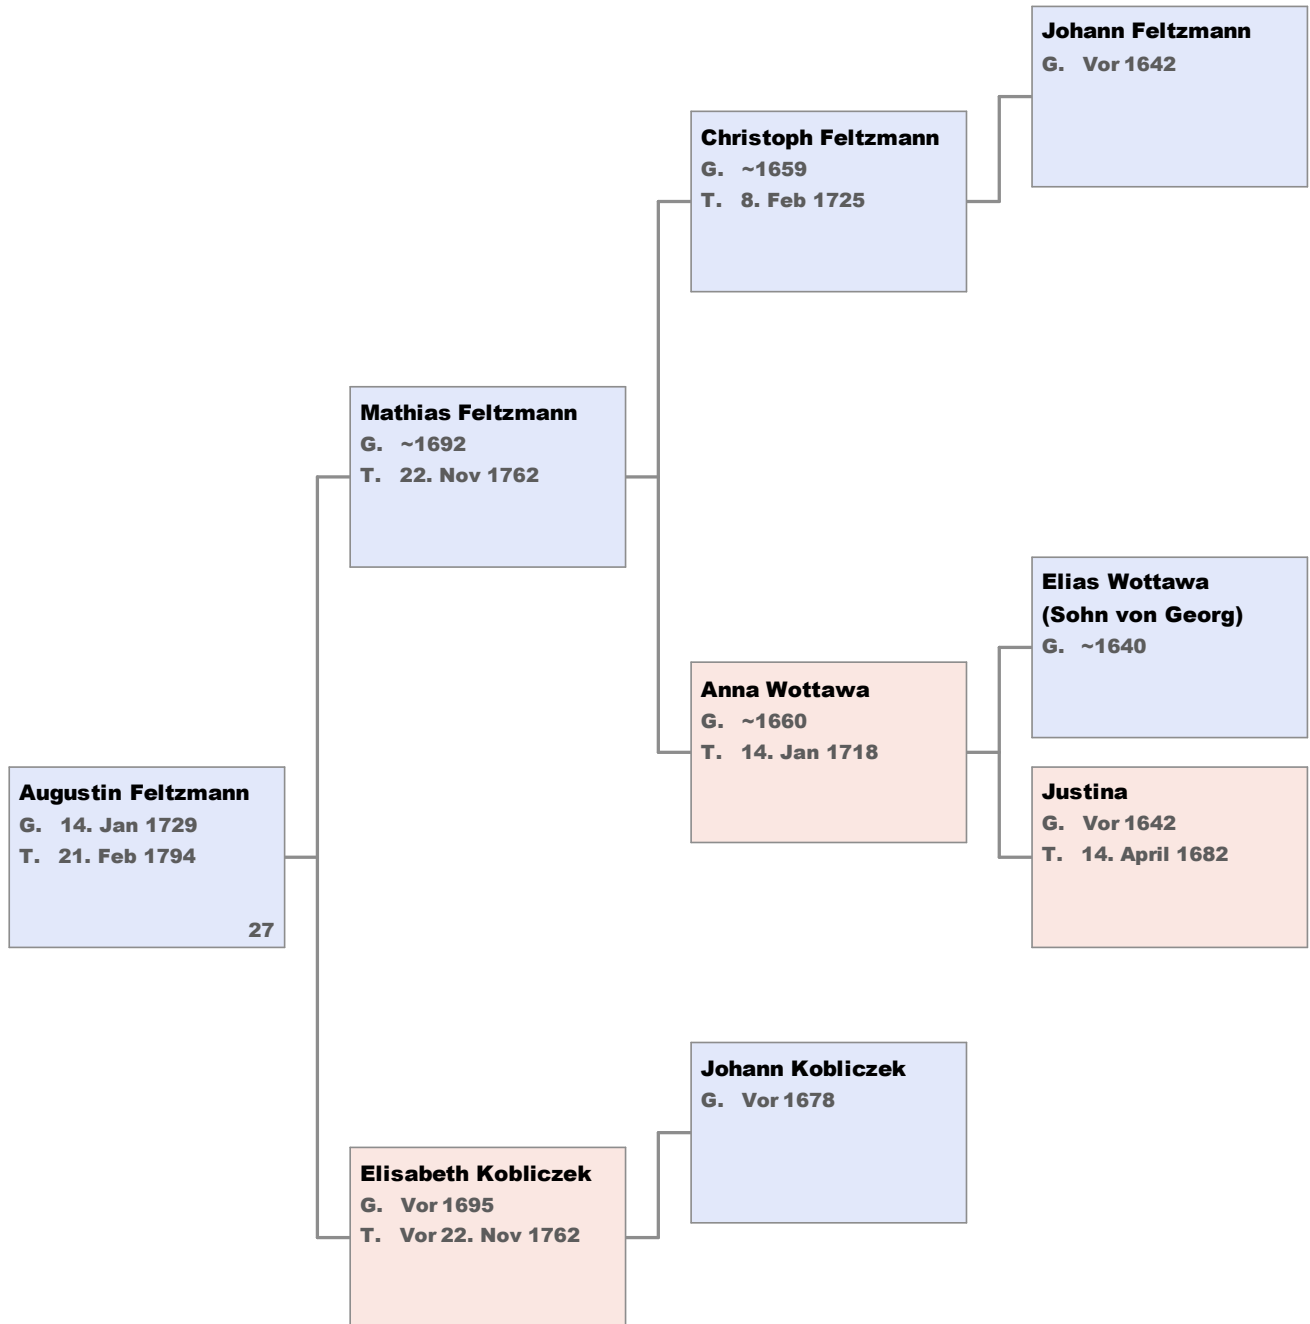 Johann Feltzmann
G. Vor 1642
Christoph Feltzmann
G. ~1659
T. 8. Feb 1725
Mathias Feltzmann
G. ~1692
T. 22. Nov 1762
Elias Wottawa
(Sohn von Georg)
G. ~1640
Anna Wottawa
G. ~1660
T. 14. Jan 1718
Augustin Feltzmann
G. 14. Jan 1729
T. 21. Feb 1794
27
Justina
G. Vor 1642
T. 14. April 1682
Johann Kobliczek
G. Vor 1678
Elisabeth Kobliczek
G. Vor 1695
T. Vor 22. Nov 1762